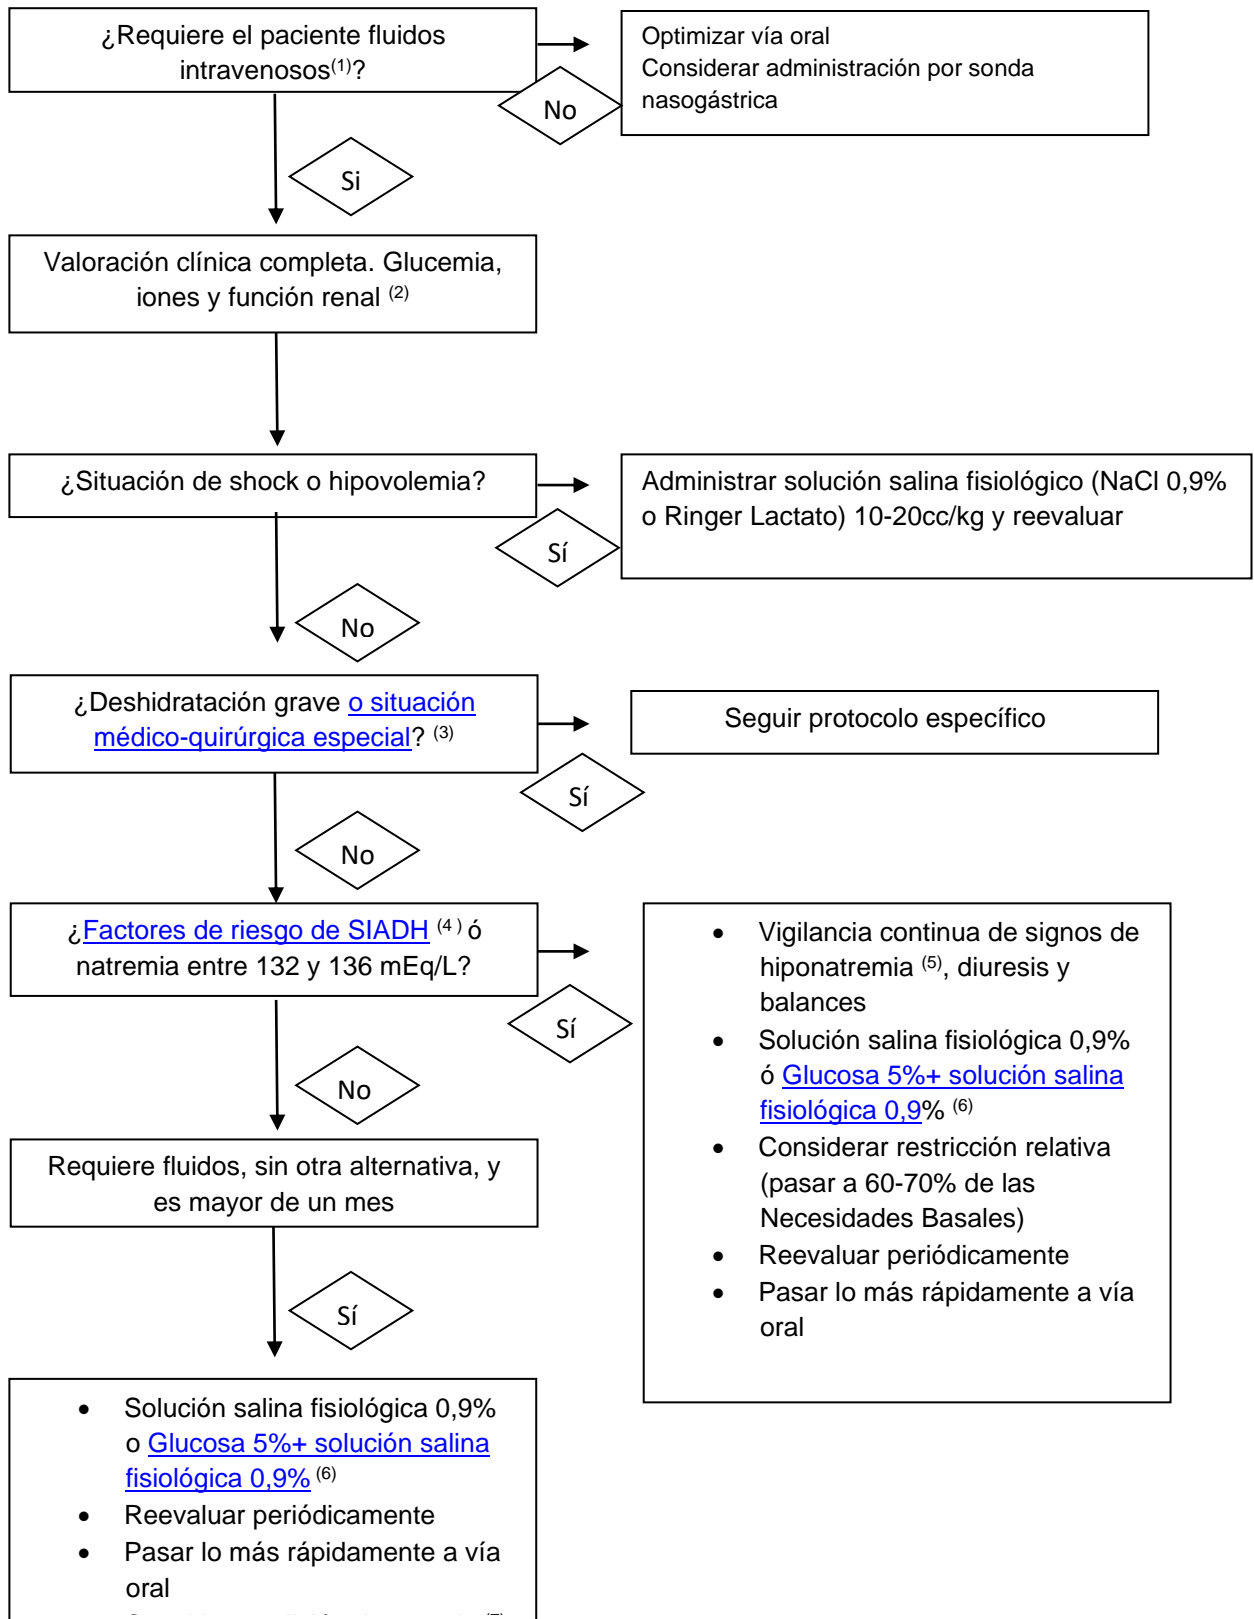 ¿Requiere el paciente fluidos
intravenosos(1)?
No
Optimizar vía oral
Considerar administración por sonda
nasogástrica
Si
Valoración clínica completa. Glucemia,
iones y función renal (2)
¿Situación de shock o hipovolemia?
Sí
Administrar solución salina fisiológico (NaCl 0,9%
o Ringer Lactato) 10-20cc/kg y reevaluar
No
¿Deshidratación grave o situación
médico-quirúrgica especial? (3)
Sí
Seguir protocolo específico
No
¿Factores de riesgo de SIADH (4 ) ó
natremia entre 132 y 136 mEq/L?
Sí
• Vigilancia continua de signos de
hiponatremia (5), diuresis y
balances
• Solución salina fisiológica 0,9%
ó Glucosa 5%+ solución salina
fisiológica 0,9% (6)
• Considerar restricción relativa
(pasar a 60-70% de las
Necesidades Basales)
• Reevaluar periódicamente
• Pasar lo más rápidamente a vía
oral
No
Requiere fluidos, sin otra alternativa, y
es mayor de un mes
Sí
• Solución salina fisiológica 0,9%
o Glucosa 5%+ solución salina
fisiológica 0,9% (6)
• Reevaluar periódicamente
• Pasar lo más rápidamente a vía
oral
(7)